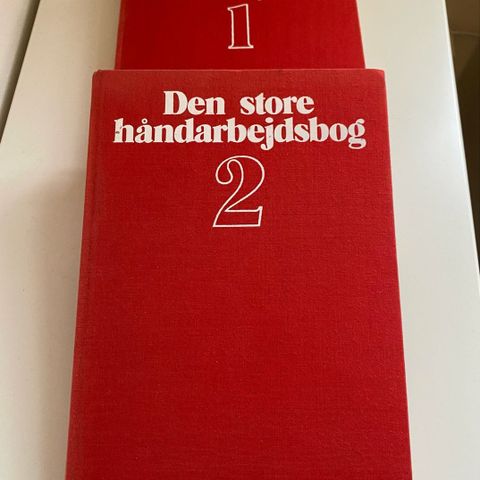 1
Den store
håndarbejdsbog
2